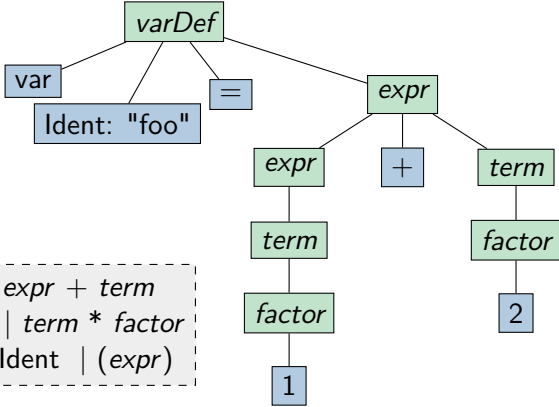 varDef
var
Ident: "foo"
=
expr
expr
+
term
term
factor
factor
2
1
expr + term
| term * factor
Ident | (expr)